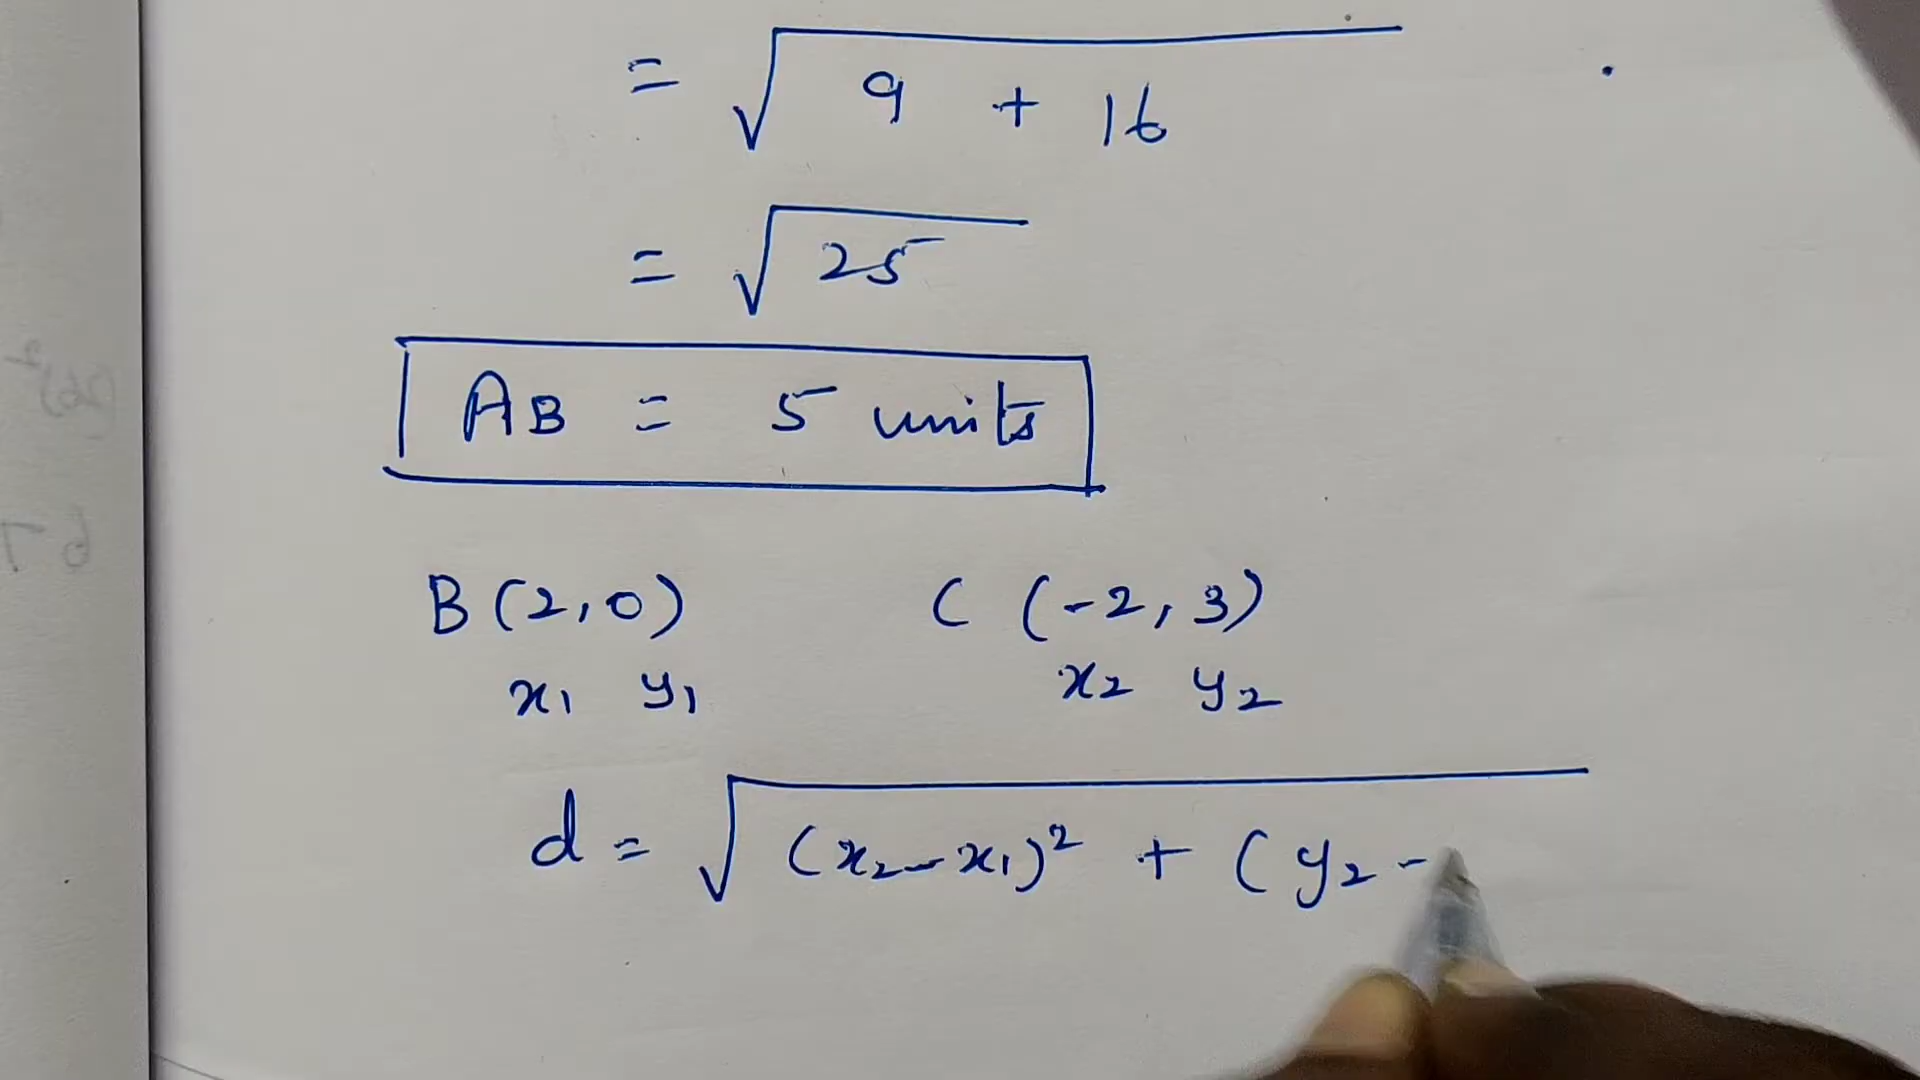 = √ 9 + 16
= √ 25
AB = 5 units
B (2, 0) C (-2, 3)
x1 y1 x2 y2
d = √ (x2 - x1)² + ( y2 -